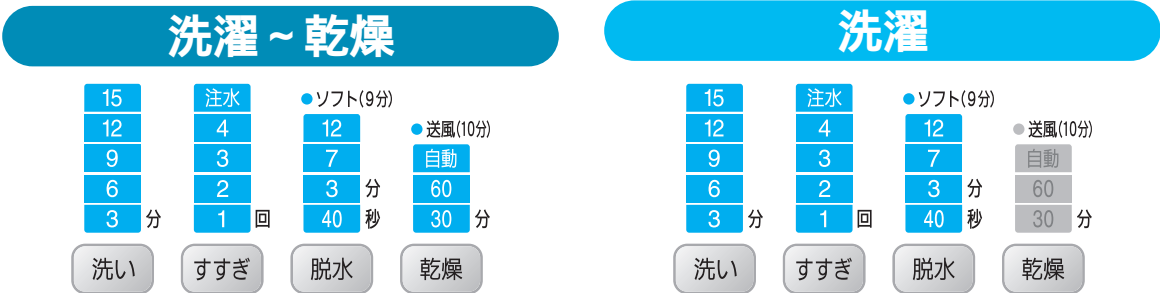 洗濯~乾燥
15 注水 ●ソフト(9分)
12 4 12 ●送風(10分)
9 3 7 自動
6 2 3 分 60
3 分 1 回 40 秒 30 分
洗い すすぎ 脱水 乾燥
洗濯
15 注水 ●ソフト(9分)
12 4 12 ●送風(10分)
9 3 7 自動
6 2 3 分 60
3 分 1 回 40 秒 30 分
洗い すすぎ 脱水 乾燥